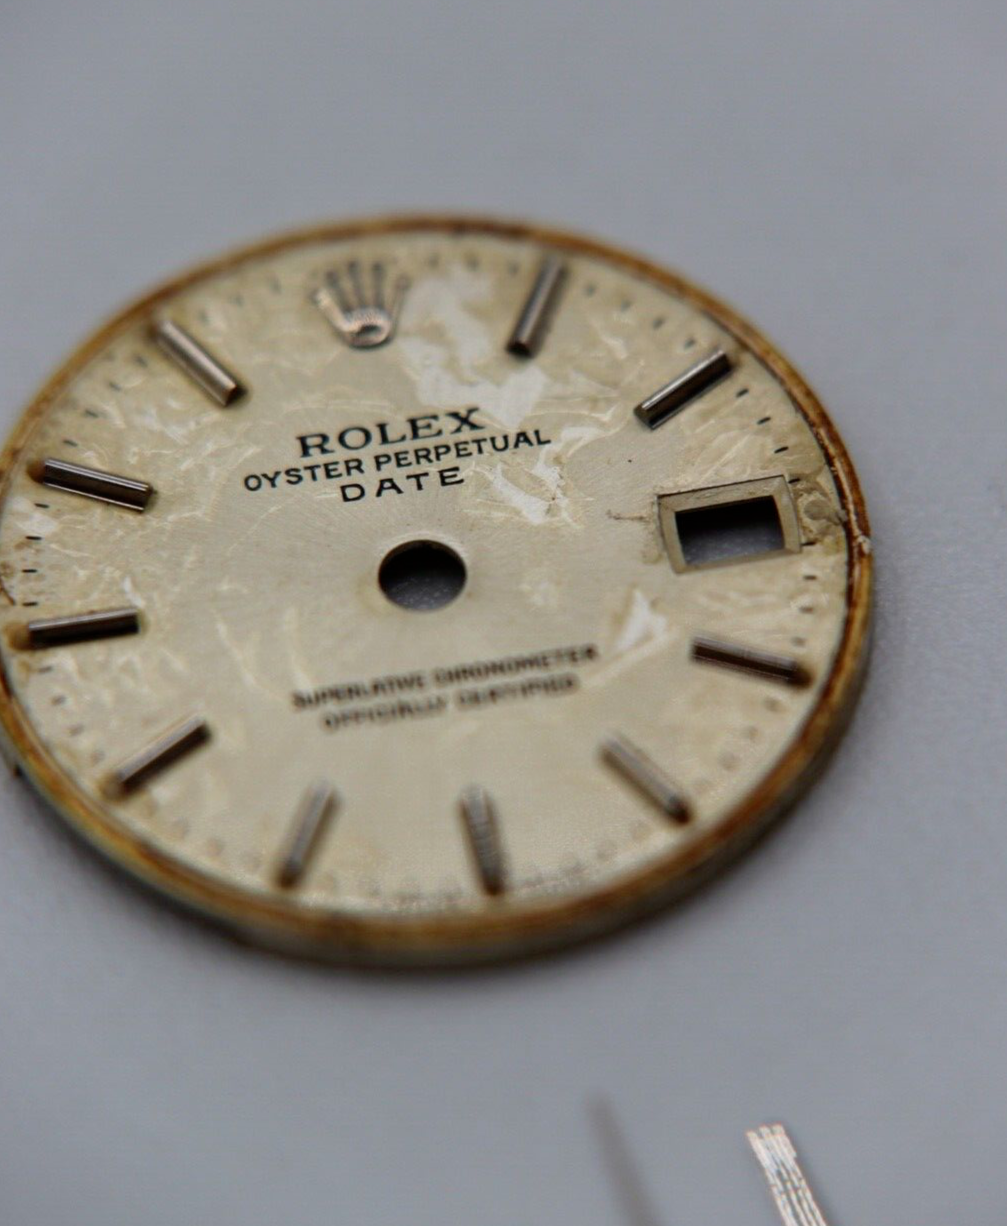 ROLEX
OYSTER PERPETUAL
DATE
SUPERLATIVE CHRONOMETER
OFFICIALLY CERTIFIED